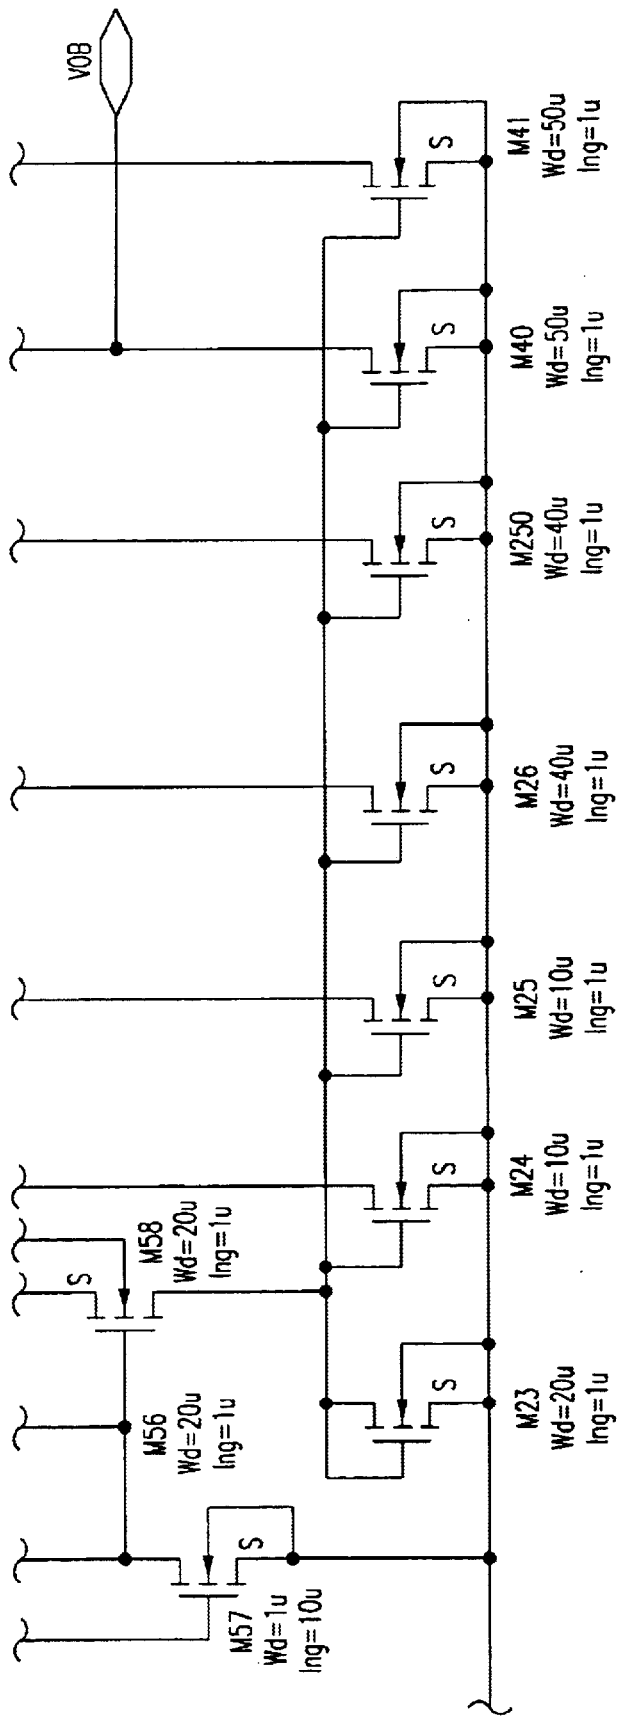 VOB
S
M41
Wd=50u
lng=1u
S
M40
Wd=50u
lng=1u
S
M250
Wd=40u
lng=1u
S
M26
Wd=40u
lng=1u
S
M25
Wd=10u
lng=1u
S
M24
Wd=10u
lng=1u
S
M58
Wd=20u
lng=1u
S
M23
Wd=20u
lng=1u
M56
Wd=20u
lng=1u
S
M57
Wd=1u
lng=10u